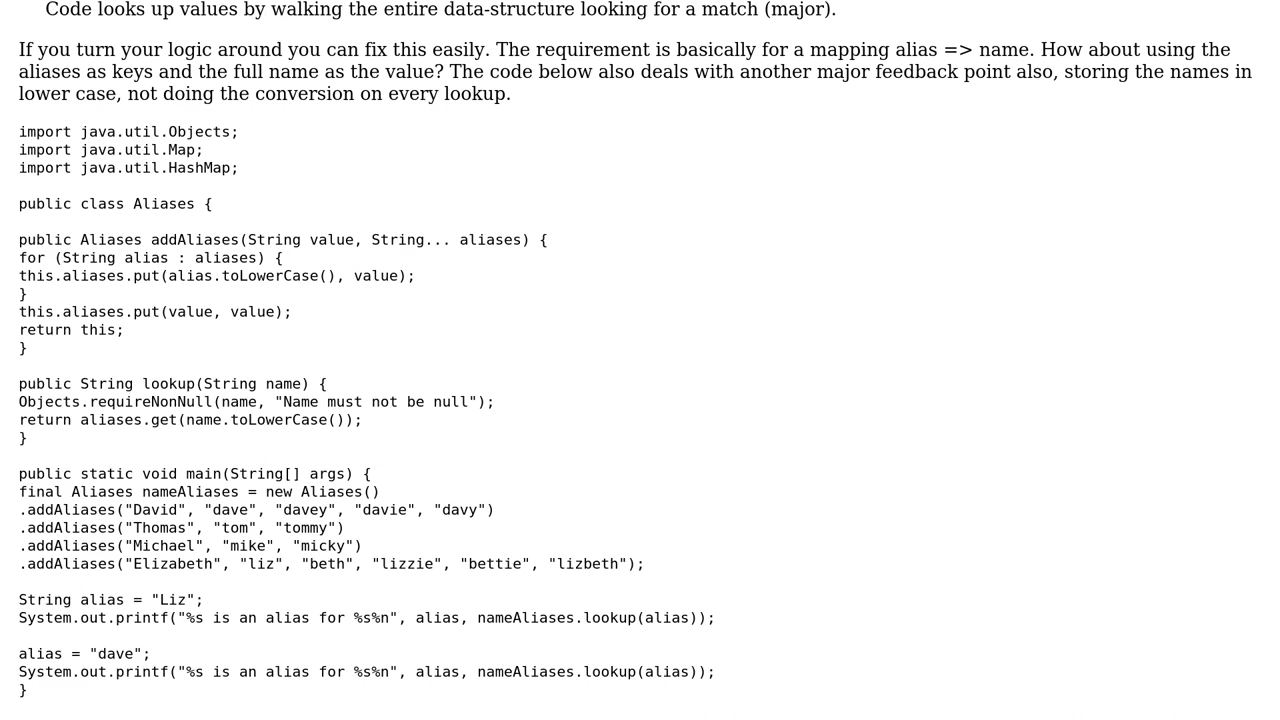 Code looks up values by walking the entire data-structure looking for a match (major).
If you turn your logic around you can fix this easily. The requirement is basically for a mapping alias => name. How about using the
aliases as keys and the full name as the value? The code below also deals with another major feedback point also, storing the names in
lower case, not doing the conversion on every lookup.
import java.util.Objects;
import java.util.Map;
import java.util.HashMap;
public class Aliases {
public Aliases addAliases(String value, String... aliases) {
for (String alias : aliases) {
this.aliases.put(alias.toLowerCase(), value);
}
this.aliases.put(value, value);
return this;
}
public String lookup(String name) {
Objects.requireNonNull(name, "Name must not be null");
return aliases.get(name.toLowerCase());
}
public static void main(String[] args) {
final Aliases nameAliases = new Aliases()
.addAliases("David", "dave", "davey", "davie", "davy")
.addAliases("Thomas", "tom", "tommy")
.addAliases("Michael", "mike", "micky")
.addAliases("Elizabeth", "liz", "beth", "lizzie", "bettie", "lizbeth");
String alias = "Liz";
System.out.printf("%s is an alias for %s%n", alias, nameAliases.lookup(alias));
alias = "dave";
System.out.printf("%s is an alias for %s%n", alias, nameAliases.lookup(alias));
}